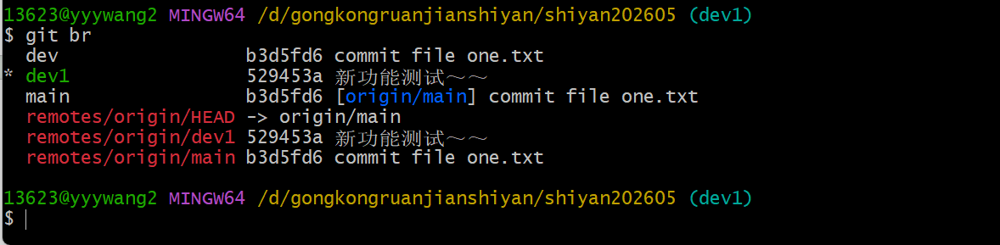 13623@yyywang2 MINGW64 /d/gongkongruanjianshiyan/shiyan202605 (dev1)
$ git br
  dev                 b3d5fd6 commit file one.txt
* dev1                529453a 新功能测试～～
  main                b3d5fd6 [origin/main] commit file one.txt
  remotes/origin/HEAD -> origin/main
  remotes/origin/dev1 529453a 新功能测试～～
  remotes/origin/main b3d5fd6 commit file one.txt
13623@yyywang2 MINGW64 /d/gongkongruanjianshiyan/shiyan202605 (dev1)
$